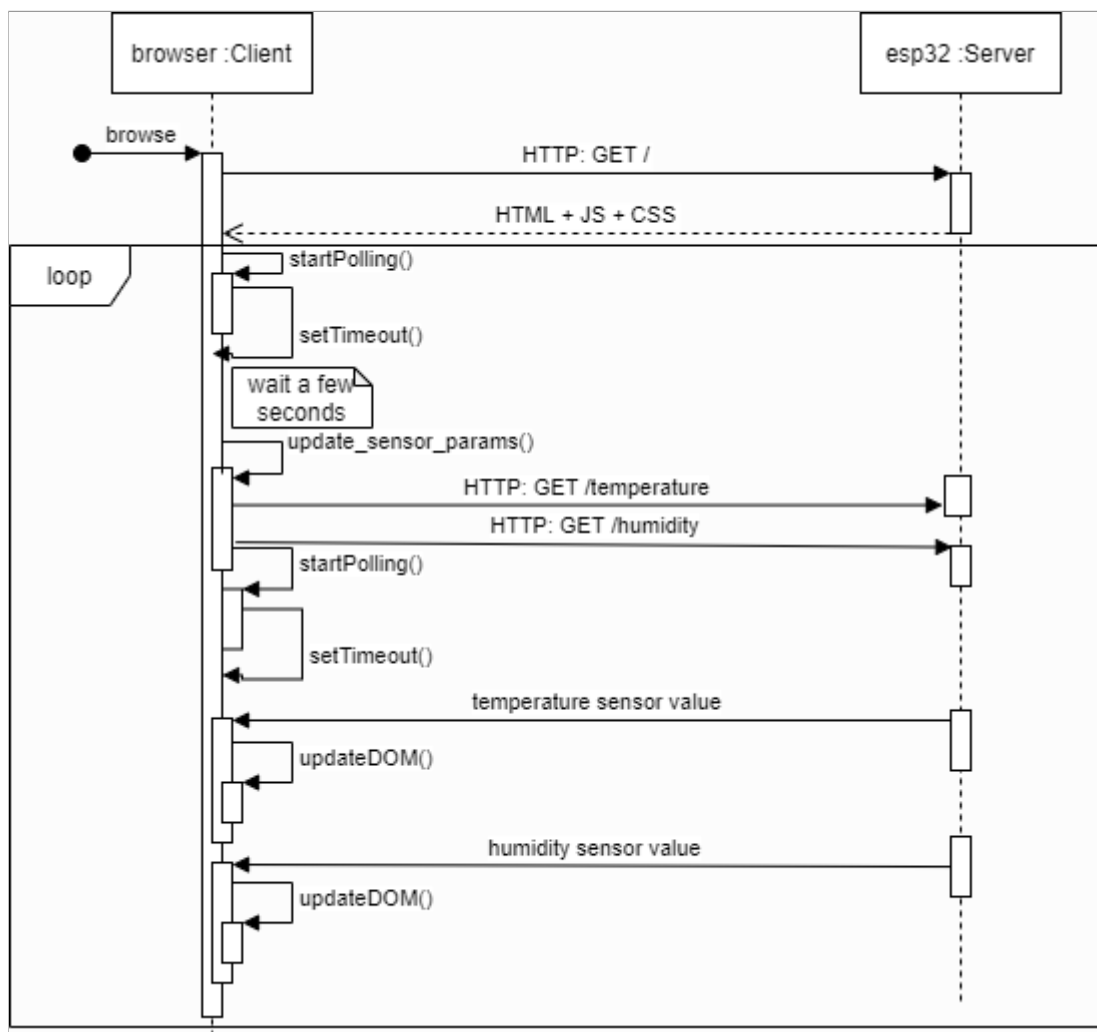 browser :Client
esp32 :Server
browse
HTTP: GET /
HTML + JS + CSS
loop
startPolling()
setTimeout()
wait a few
seconds
update_sensor_params()
HTTP: GET /temperature
HTTP: GET /humidity
startPolling()
setTimeout()
temperature sensor value
updateDOM()
humidity sensor value
updateDOM()